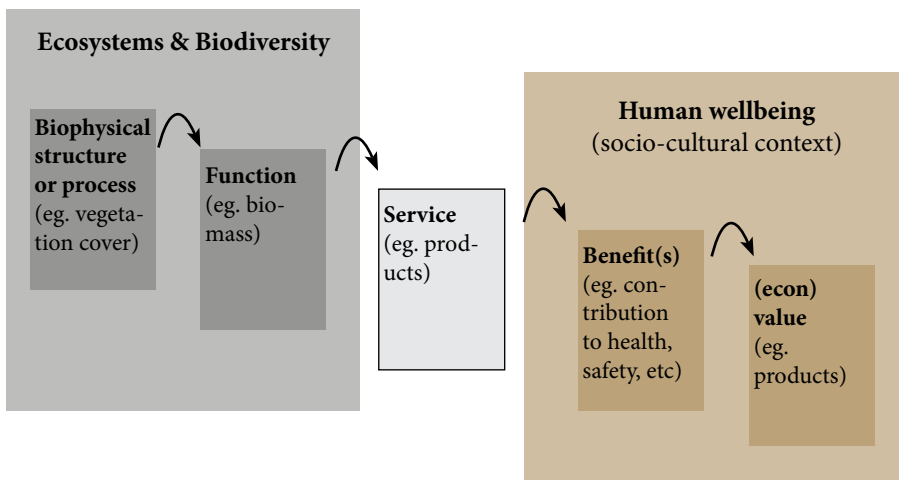 Ecosystems & Biodiversity
Biophysical
structure
or process
(eg. vegeta-
tion cover)
Function
(eg. bio-
mass)
Service
(eg. prod-
ucts)
Human wellbeing
(socio-cultural context)
Benefit(s)
(eg. con-
tribution
to health,
safety, etc)
(econ)
value
(eg.
products)